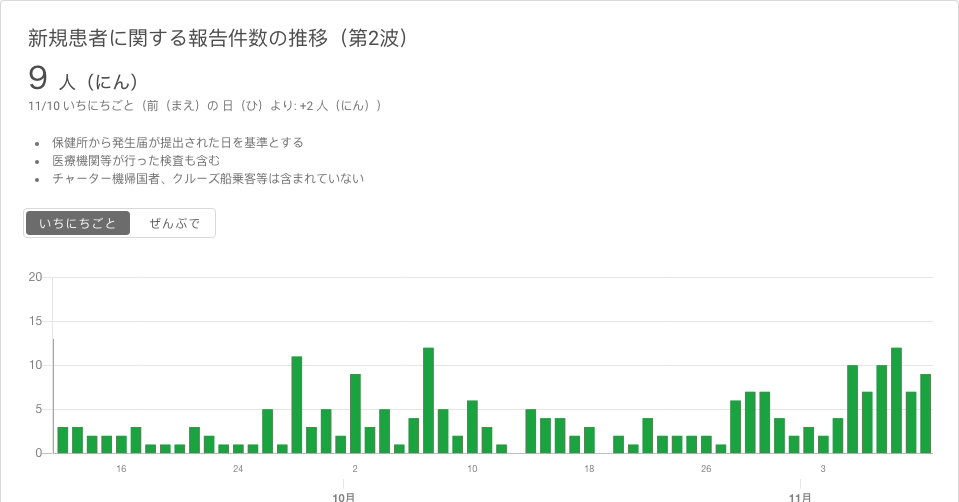 新規患者に関する報告件数の推移（第2波）
9 人（にん）
11/10 いちにちごと（前（まえ）の 日（ひ）より: +2 人（にん））
• 保健所から発生届が提出された日を基準とする
• 医療機関等が行った検査も含む
• チャーター機帰国者、クルーズ船乗客等は含まれていない
いちにちごと ぜんぶで
20
15
10
5
0
16 24 2 10 18 26 3
10月 11月